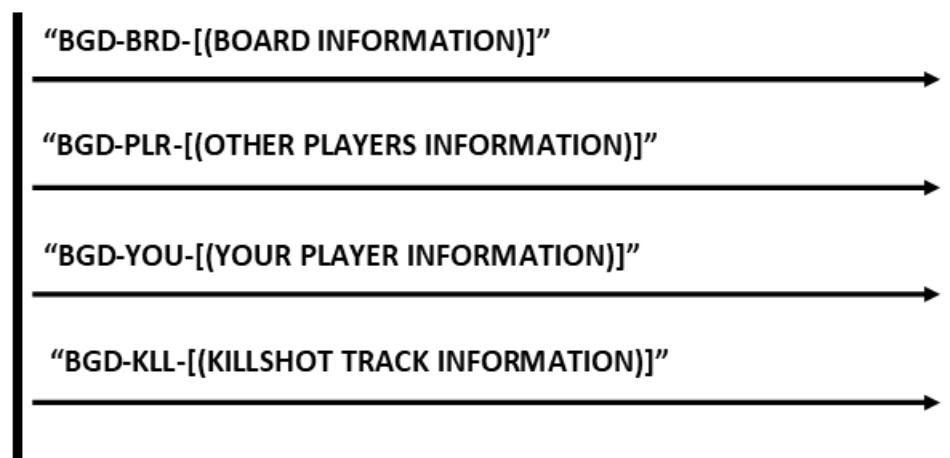 “BGD-BRD-[(BOARD INFORMATION)]”
“BGD-PLR-[(OTHER PLAYERS INFORMATION)]”
“BGD-YOU-[(YOUR PLAYER INFORMATION)]”
“BGD-KLL-[(KILLSHOT TRACK INFORMATION)]”